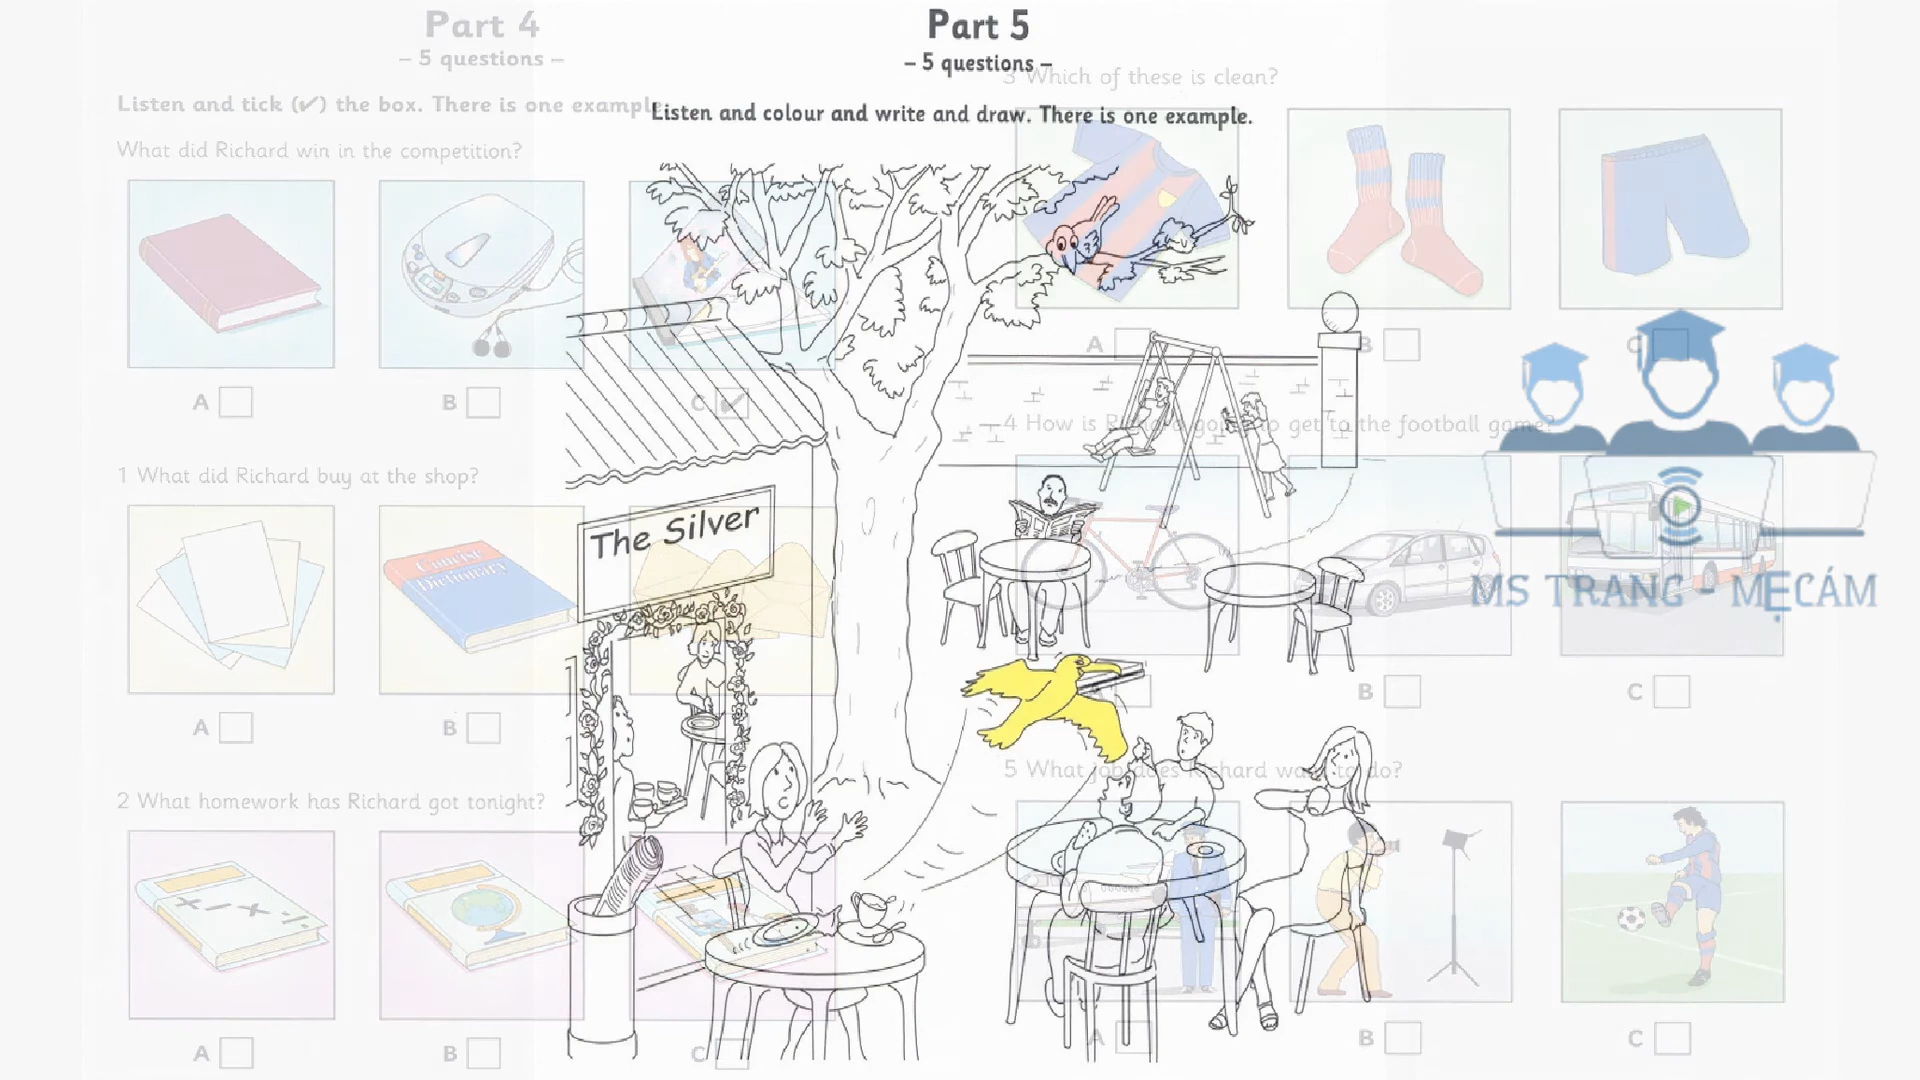 Part 4
– 5 questions –
Listen and tick (✔) the box. There is one example.
What did Richard win in the competition?
A
B
C
1 What did Richard buy at the shop?
Concise
Dictionary
A
B
2 What homework has Richard got tonight?
A
B
C
Part 5
– 5 questions –
Listen and colour and write and draw. There is one example.
The Silver
3 Which of these is clean?
A
B
C
4 How is Richard going to get to the football game?
A
B
C
5 What job does Richard want to do?
A
B
C
MS TRANG - MẸCÁM